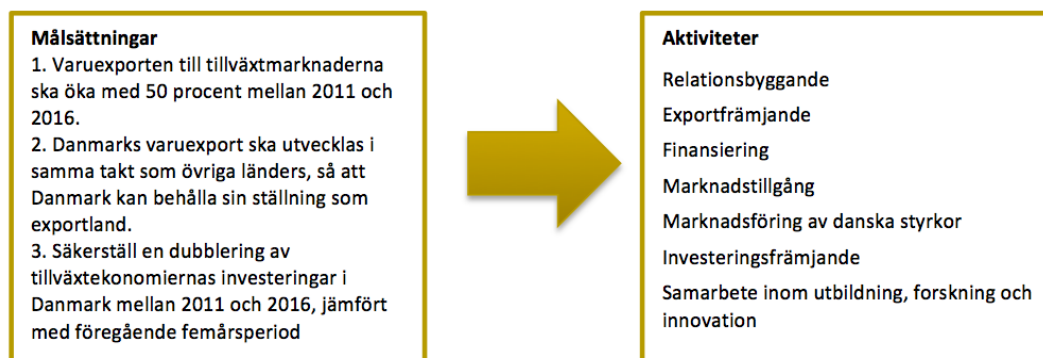 Målsättningar
1. Varuexporten till tillväxtmarknaderna
ska öka med 50 procent mellan 2011 och
2016.
2. Danmarks varuexport ska utvecklas i
samma takt som övriga länders, så att
Danmark kan behålla sin ställning som
exportland.
3. Säkerställ en dubblering av
tillväxtekonomiernas investeringar i
Danmark mellan 2011 och 2016, jämfört
med föregående femårsperiod
Aktiviteter
Relationsbyggande
Exportfrämjande
Finansiering
Marknadstillgång
Marknadsföring av danska styrkor
Investeringsfrämjande
Samarbete inom utbildning, forskning och
innovation